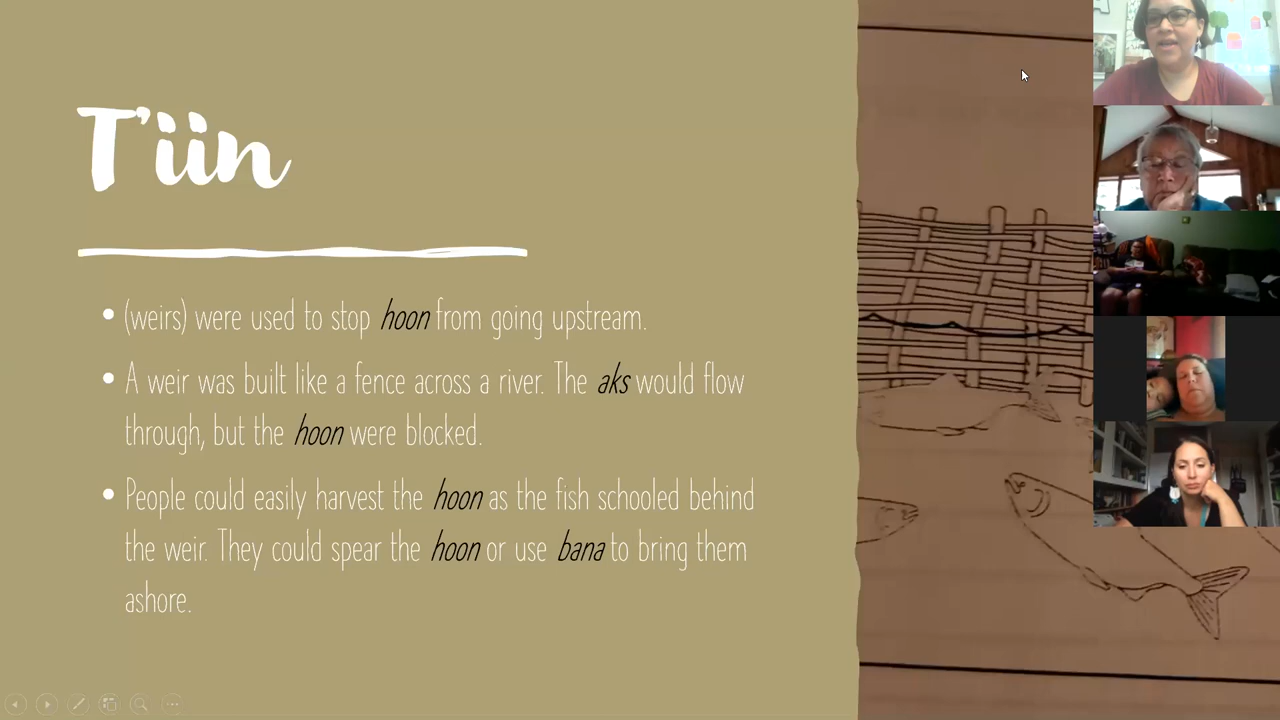 T'iin
• (weirs) were used to stop hoon from going upstream.
• A weir was built like a fence across a river. The aks would flow
through, but the hoon were blocked.
• People could easily harvest the hoon as the fish schooled behind
the weir. They could spear the hoon or use bana to bring them
ashore.